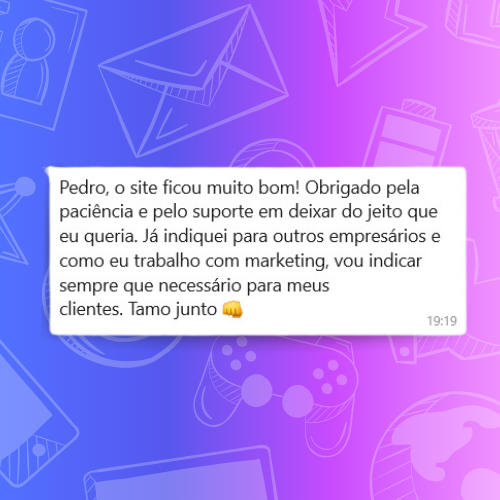 Pedro, o site ficou muito bom! Obrigado pela
paciência e pelo suporte em deixar do jeito que
eu queria. Já indiquei para outros empresários e
como eu trabalho com marketing, vou indicar
sempre que necessário para meus
clientes. Tamo junto 👊
19:19